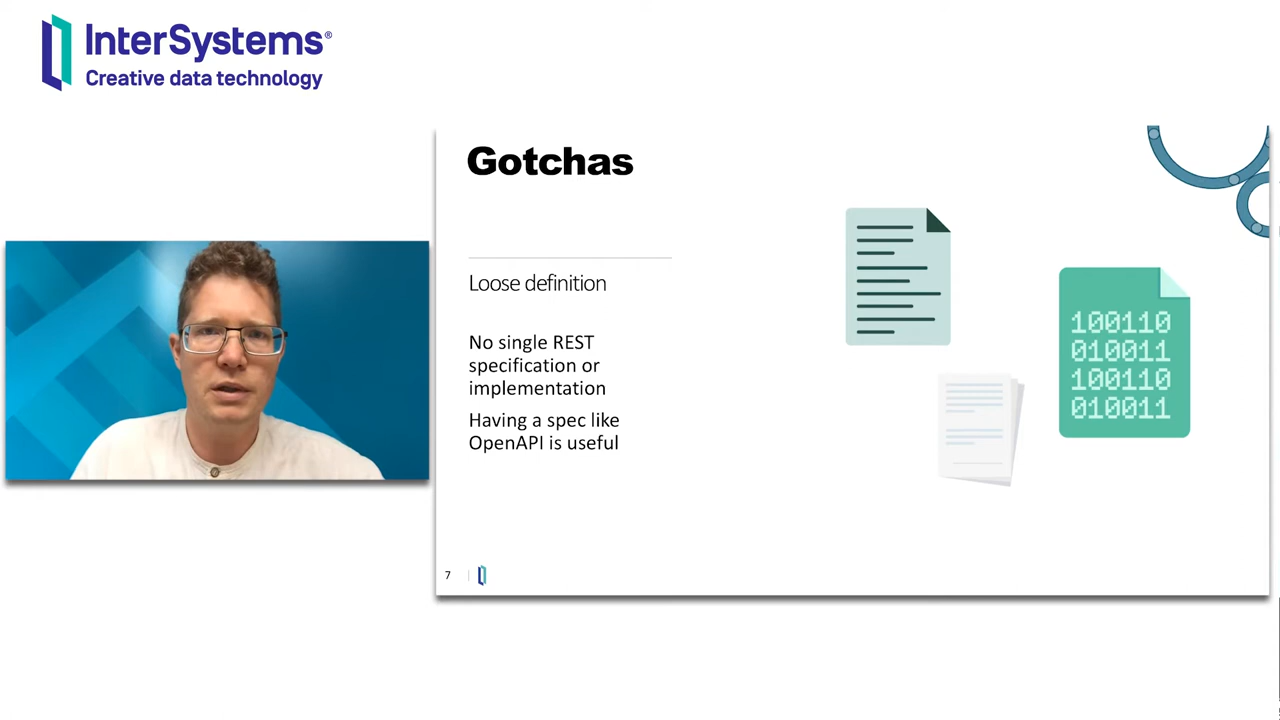 InterSystems®
Creative data technology
Gotchas
Loose definition
No single REST
specification or
implementation
Having a spec like
OpenAPI is useful
100110
010011
100110
010011
7